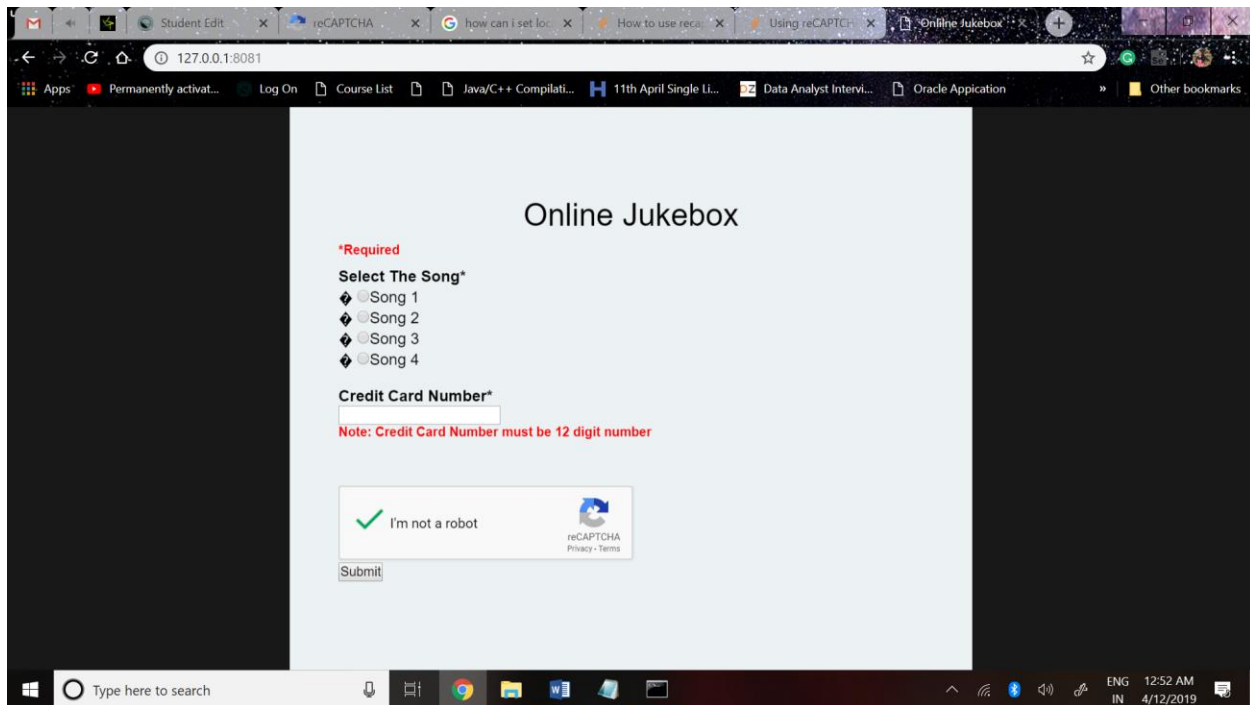 Student Edit
reCAPTCHA
how can i set loc
How to use reca
Using reCAPTCH
Onlilne Jukebox
127.0.0.1:8081
Apps Permanently activat... Log On Course List Java/C++ Compilati... 11th April Single Li... Data Analyst Intervi... Oracle Appication » Other bookmarks
Online Jukebox
*Required
Select The Song*
� Song 1
� Song 2
� Song 3
� Song 4
Credit Card Number*
Note: Credit Card Number must be 12 digit number
I'm not a robot
reCAPTCHA
Privacy - Terms
Submit
Type here to search
ENG 12:52 AM
IN 4/12/2019